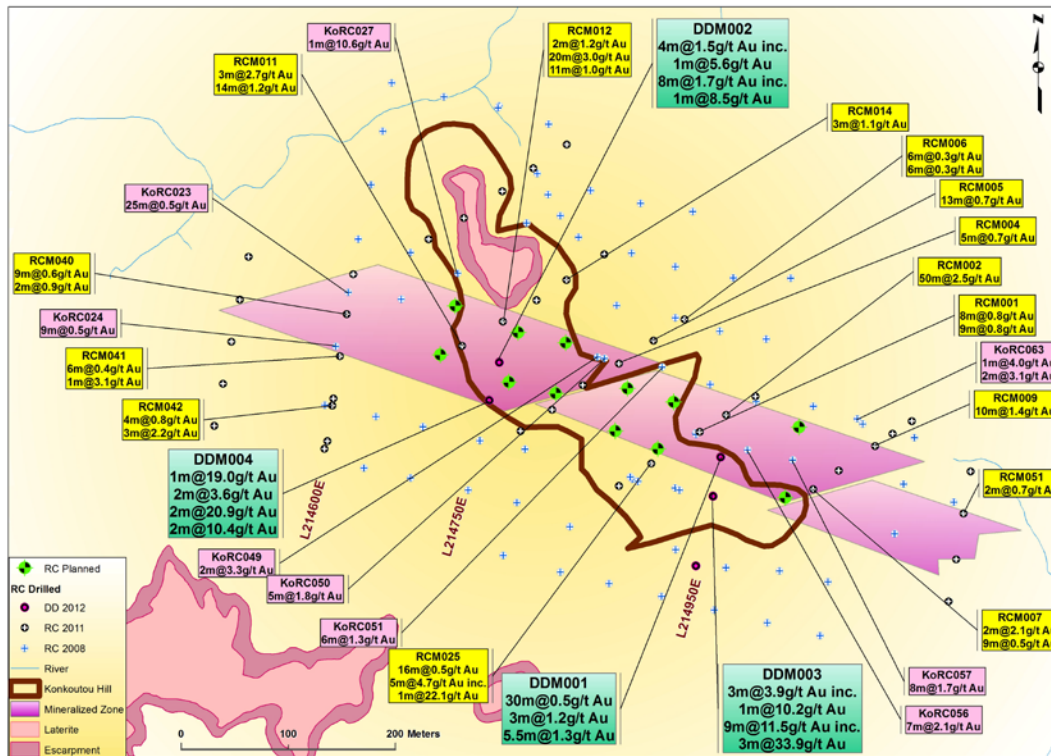 KoRC027
1m@10.6g/t Au
RCM012
2m@1.2g/t Au
20m@3.0g/t Au
11m@1.0g/t Au
DDM002
4m@1.5g/t Au inc.
1m@5.6g/t Au
8m@1.7g/t Au inc.
1m@8.5g/t Au
N
RCM011
3m@2.7g/t Au
14m@1.2g/t Au
RCM014
3m@1.1g/t Au
RCM006
6m@0.3g/t Au
6m@0.3g/t Au
RCM005
13m@0.7g/t Au
RCM004
5m@0.7g/t Au
RCM002
50m@2.5g/t Au
RCM001
8m@0.8g/t Au
9m@0.8g/t Au
KoRC063
1m@4.0g/t Au
2m@3.1g/t Au
RCM009
10m@1.4g/t Au
RCM051
2m@0.7g/t Au
KoRC023
25m@0.5g/t Au
RCM040
9m@0.6g/t Au
2m@0.9g/t Au
KoRC024
9m@0.5g/t Au
RCM041
6m@0.4g/t Au
1m@3.1g/t Au
RCM042
4m@0.8g/t Au
3m@2.2g/t Au
DDM004
1m@19.0g/t Au
2m@3.6g/t Au
2m@20.9g/t Au
2m@10.4g/t Au
L214600E
L214750E
L214950E
KoRC049
2m@3.3g/t Au
KoRC050
5m@1.8g/t Au
KoRC051
6m@1.3g/t Au
RCM025
16m@0.5g/t Au
5m@4.7g/t Au inc.
1m@22.1g/t Au
DDM001
30m@0.5g/t Au
3m@1.2g/t Au
5.5m@1.3g/t Au
DDM003
3m@3.9g/t Au inc.
1m@10.2g/t Au
9m@11.5g/t Au inc.
3m@33.9g/t Au
RCM007
2m@2.1g/t Au
9m@0.5g/t Au
KoRC057
8m@1.7g/t Au
KoRC056
7m@2.1g/t Au
RC Planned
RC Drilled
DD 2012
RC 2011
RC 2008
River
Konkoutou Hill
Mineralized Zone
Laterite
Escarpment
0 100 200 Meters